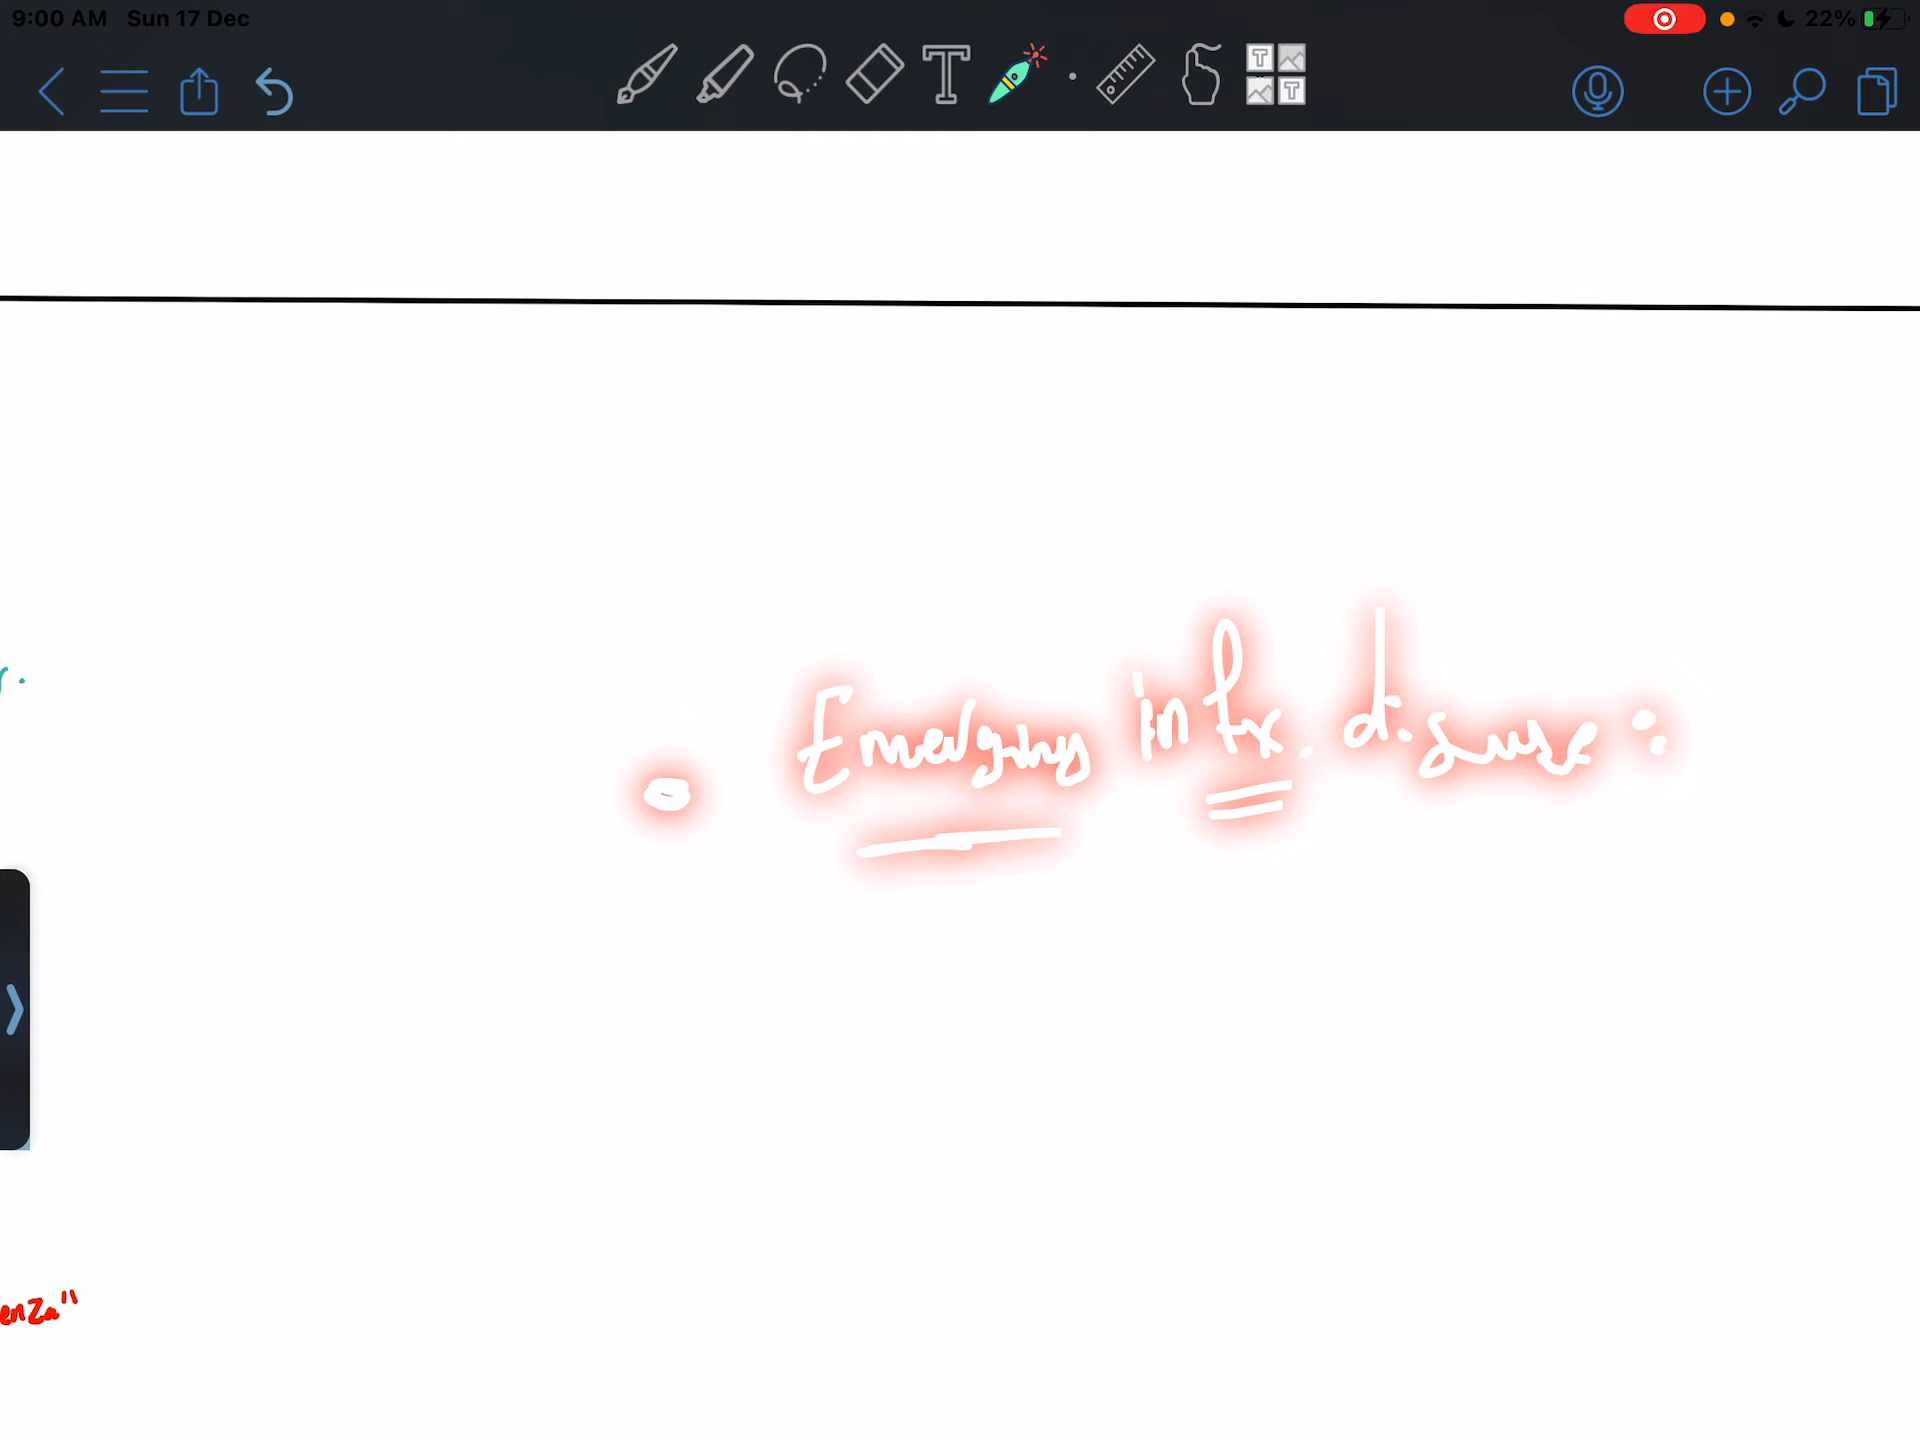 9:00 AM Sun 17 Dec
22%
r.
Emerging infx. disease:
enza"